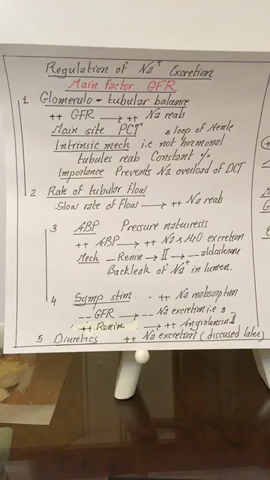 Regulation of Na+ Excretion
Main factor GFR
1 Glomerulo-tubular balance
++ GFR → ++ Na reab
Main site PCT & loop of Henle
Intrinsic mech i.e not hormonal
tubules reab Constant %
Importance Prevents Na overload of DCT
2 Rate of tubular flow
Slow rate of flow → ++ Na reab
3 ABP Pressure natriuresis
++ ABP → ++ Na & H2O excretion
Mech - Renin → II → -- aldosterone
Backleak of Na+ in lumen.
4 Symp stim. ++ Na reabsorption
-- GFR → -- Na excretion i.e
++ Renine → ++ Angiotensin II
5 Diuretics ++ Na excretion (discused later)